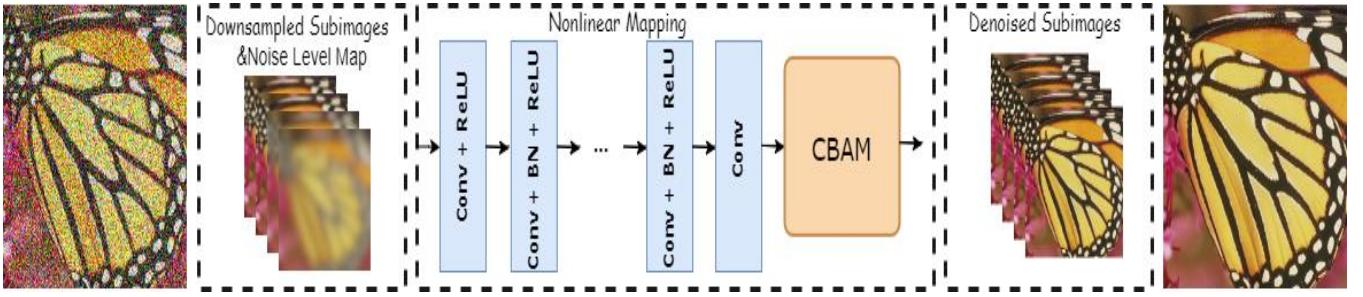 Downsampled Subimages
&Noise Level Map
Nonlinear Mapping
Conv + ReLU
Conv + BN + ReLU
...
Conv + BN + ReLU
Conv
CBAM
Denoised Subimages